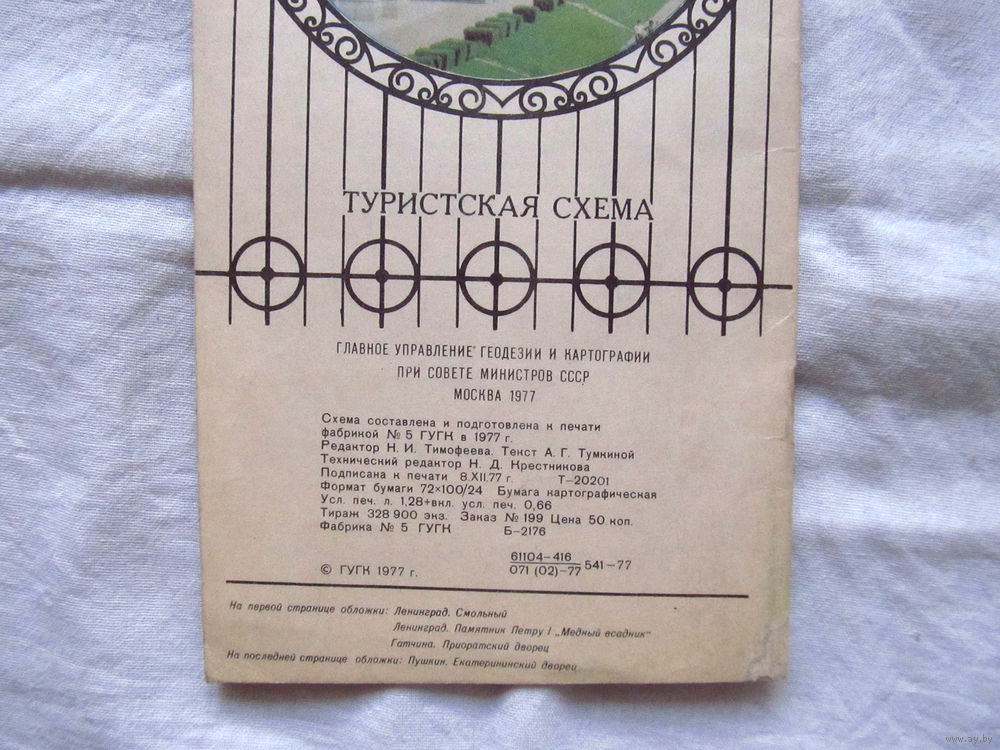 ТУРИСТСКАЯ СХЕМА
ГЛАВНОЕ УПРАВЛЕНИЕ ГЕОДЕЗИИ И КАРТОГРАФИИ
ПРИ СОВЕТЕ МИНИСТРОВ СССР
МОСКВА 1977
Схема составлена и подготовлена к печати
фабрикой № 5 ГУГК в 1977 г.
Редактор Н. И. Тимофеева. Текст А. Г. Тумкиной
Технический редактор Н. Д. Крестникова
Подписана к печати 8.XII.77 г. Т-20201
Формат бумаги 72×100/24 Бумага картографическая
Усл. печ. л. 1,28+вкл. усл. печ. 0,66
Тираж 328 900 экз. Заказ № 199 Цена 50 коп.
Фабрика № 5 ГУГК Б-2176
61104-416
071 (02)-77 541-77
© ГУГК 1977 г.
На первой странице обложки: Ленинград. Смольный
Ленинград. Памятник Петру I „Медный всадник"
Гатчина. Приоратский дворец
На последней странице обложки: Пушкин. Екатерининский дворец
www.ay.by